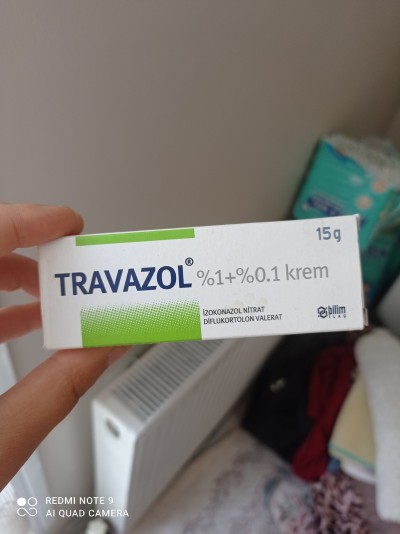 15g
TRAVAZOL® %1+%0.1 krem
İZOKONAZOL NİTRAT
DİFLUKORTOLON VALERAT
bilim
İLAÇ
REDMI NOTE 9
AI QUAD CAMERA